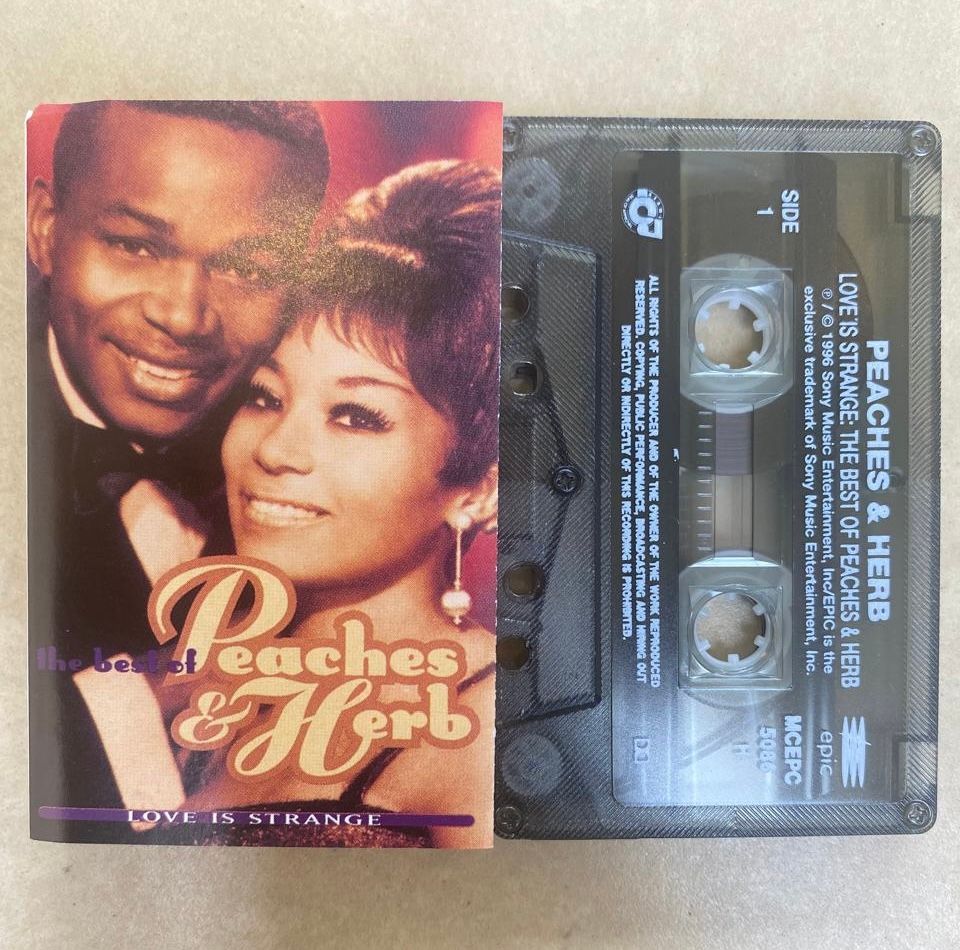 the best of Peaches
& Herb
LOVE IS STRANGE
PEACHES & HERB
LOVE IS STRANGE: THE BEST OF PEACHES & HERB
℗ / © 1996 Sony Music Entertainment, Inc/EPIC is the
exclusive trademark of Sony Music Entertainment, Inc.
SIDE
1
epic
MCEPC
ALL RIGHTS OF THE PRODUCER AND OF THE OWNER OF THE WORK REPRODUCED
RESERVED. COPYING, PUBLIC PERFORMANCE, BROADCASTING AND HIRING OUT
DIRECTLY OR INDIRECTLY OF THIS RECORDING IS PROHIBITED.